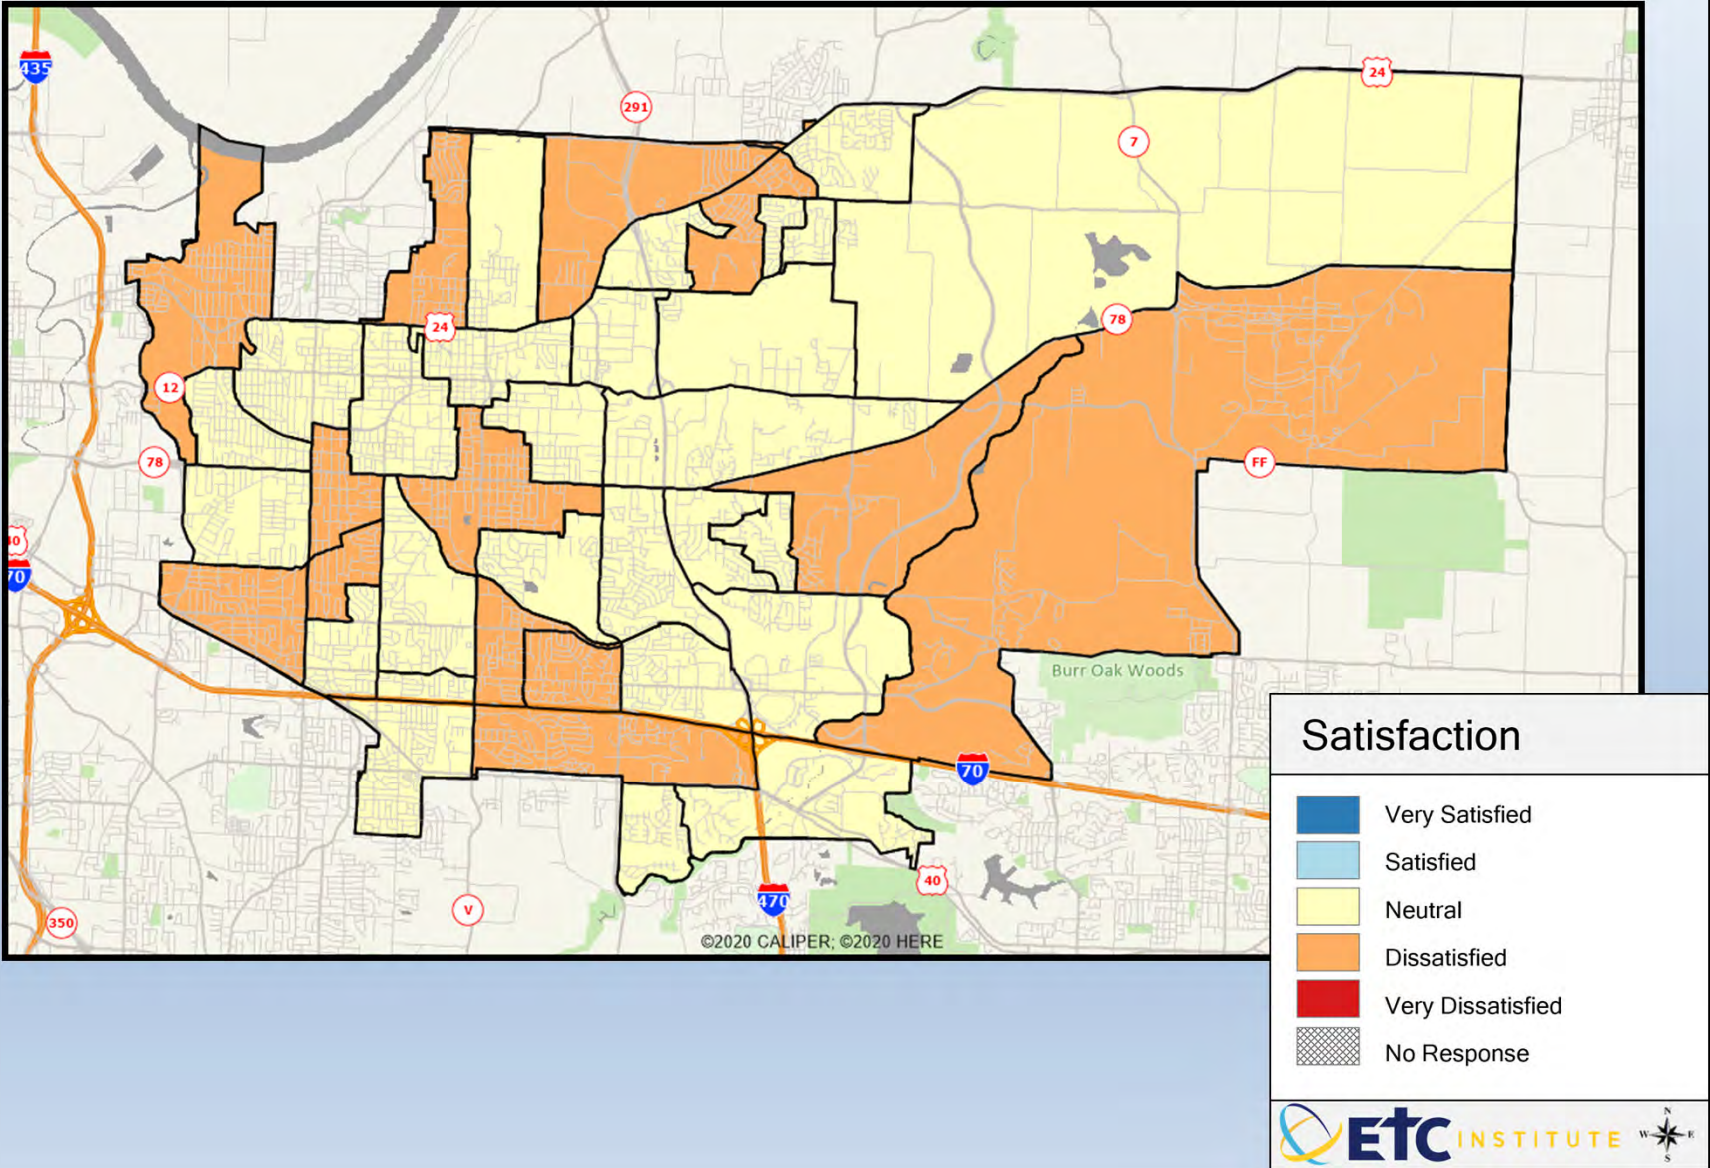 435
24
291
7
24
78
12
78
FF
40
70
Burr Oak Woods
70
40
470
V
350
©2020 CALIPER; ©2020 HERE
Satisfaction
Very Satisfied
Satisfied
Neutral
Dissatisfied
Very Dissatisfied
No Response
ETC INSTITUTE
N
W E
S